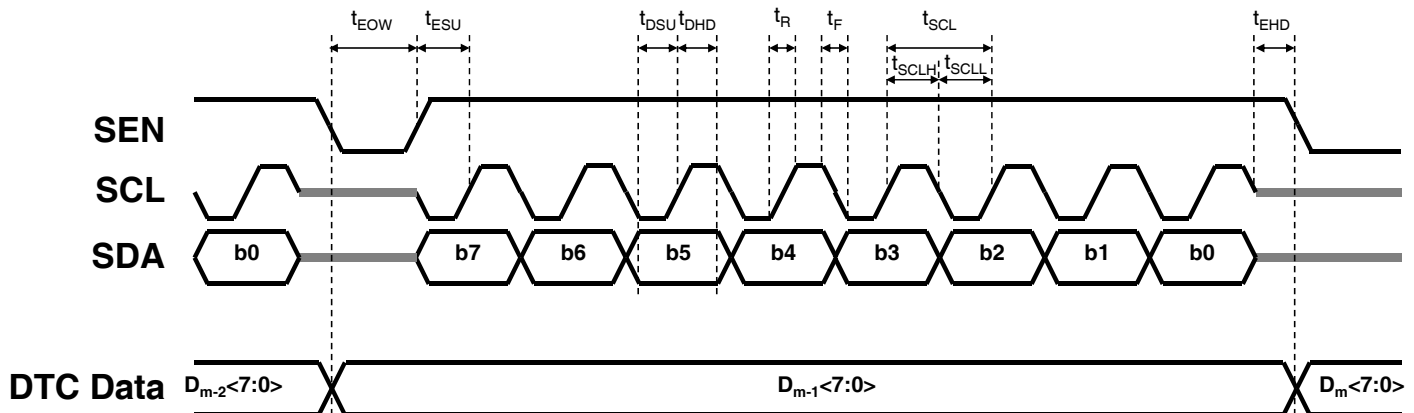 tEOW tESU tDSU tDHD tR tF tSCL tEHD
tSCLH tSCLL
SEN
SCL
SDA b0 b7 b6 b5 b4 b3 b2 b1 b0
DTC Data Dm-2<7:0> Dm-1<7:0> Dm<7:0>